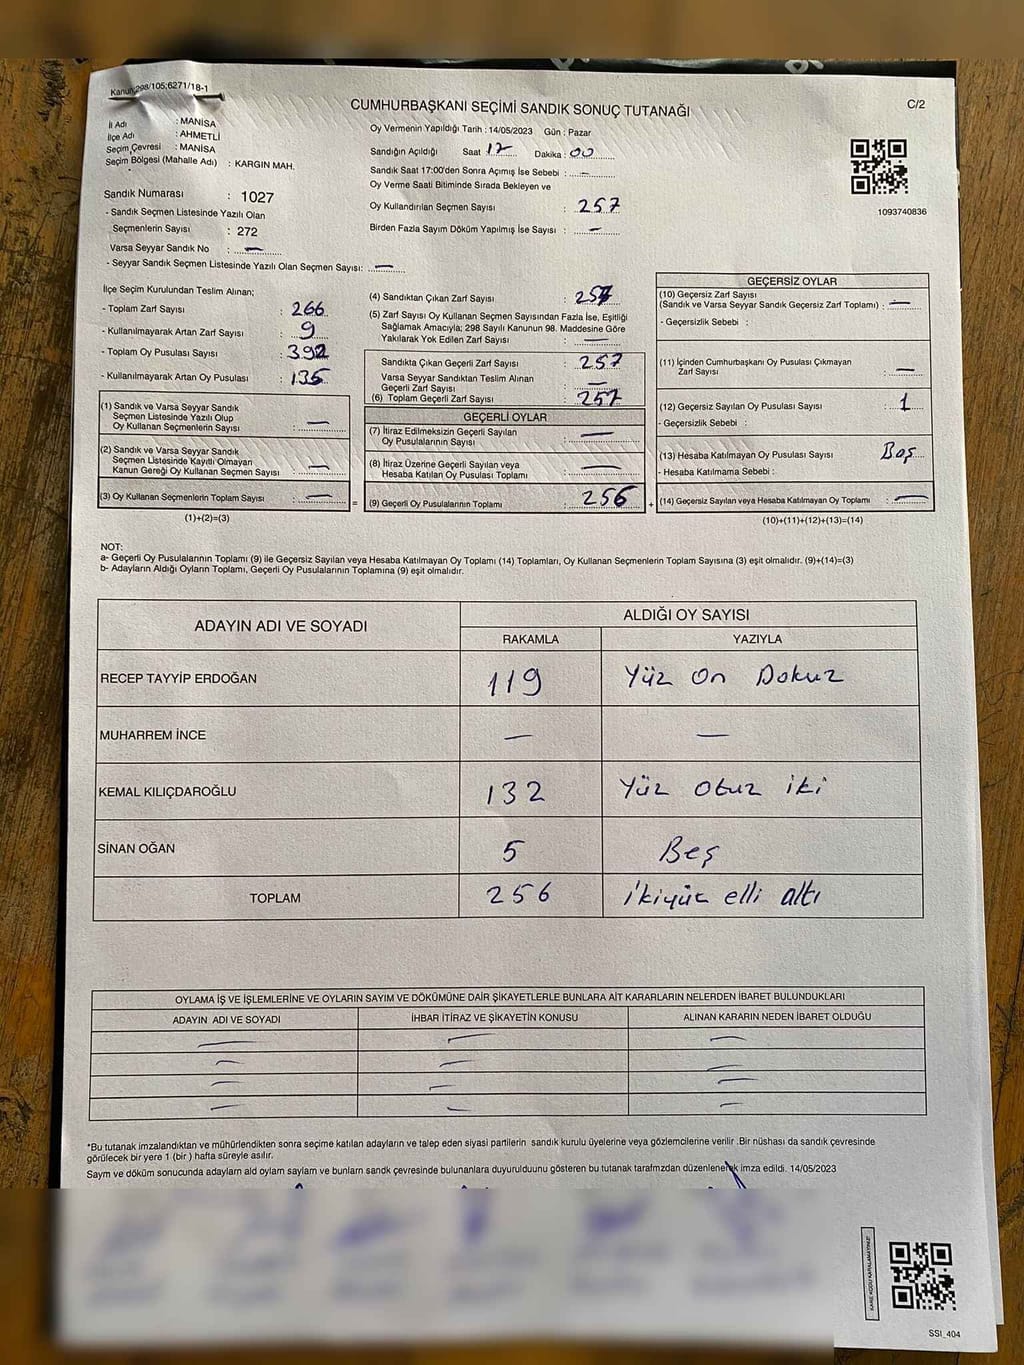 Kanun;298/105;6271/18-1
CUMHURBAŞKANI SEÇİMİ SANDIK SONUÇ TUTANAĞI
C/2
İl Adı : MANİSA
İlçe Adı : AHMETLİ
Seçim Çevresi : MANİSA
Seçim Bölgesi (Mahalle Adı) : KARGIN MAH.
Sandık Numarası : 1027
- Sandık Seçmen Listesinde Yazılı Olan
Seçmenlerin Sayısı : 272
Varsa Seyyar Sandık No : —
- Seyyar Sandık Seçmen Listesinde Yazılı Olan Seçmen Sayısı: —
Oy Vermenin Yapıldığı Tarih : 14/05/2023 Gün : Pazar
Sandığın Açıldığı Saat 17 Dakika : 00
Sandık Saat 17:00'den Sonra Açımış İse Sebebi : —
Oy Verme Saati Bitiminde Sırada Bekleyen ve
Oy Kullandırılan Seçmen Sayısı : 257
Birden Fazla Sayım Döküm Yapılmış İse Sayısı : —
1093740836
İlçe Seçim Kurulundan Teslim Alınan;
- Toplam Zarf Sayısı : 266
- Kullanılmayarak Artan Zarf Sayısı : 9
- Toplam Oy Pusulası Sayısı : 392
- Kullanılmayarak Artan Oy Pusulası : 135
(1) Sandık ve Varsa Seyyar Sandık
Seçmen Listesinde Yazılı Olup
Oy Kullanan Seçmenlerin Sayısı : —
(2) Sandık ve Varsa Seyyar Sandık
Seçmen Listesinde Kayıtlı Olmayan
Kanun Gereği Oy Kullanan Seçmen Sayısı : —
(3) Oy Kullanan Seçmenlerin Toplam Sayısı : —
(1)+(2)=(3)
(4) Sandıktan Çıkan Zarf Sayısı : 257
(5) Zarf Sayısı Oy Kullanan Seçmen Sayısından Fazla İse, Eşitliği
Sağlamak Amacıyla; 298 Sayılı Kanunun 98. Maddesine Göre
Yakılarak Yok Edilen Zarf Sayısı : —
Sandıkta Çıkan Geçerli Zarf Sayısı : 257
Varsa Seyyar Sandıktan Teslim Alınan
Geçerli Zarf Sayısı : —
(6) Toplam Geçerli Zarf Sayısı : 257
GEÇERLİ OYLAR
(7) İtiraz Edilmeksizin Geçerli Sayılan
Oy Pusulalarının Sayısı : —
(8) İtiraz Üzerine Geçerli Sayılan veya
Hesaba Katılan Oy Pusulası Toplamı : —
= (9) Geçerli Oy Pusulalarının Toplamı : 256 +
GEÇERSİZ OYLAR
(10) Geçersiz Zarf Sayısı
(Sandık ve Varsa Seyyar Sandık Geçersiz Zarf Toplamı) : —
- Geçersizlik Sebebi :
(11) İçinden Cumhurbaşkanı Oy Pusulası Çıkmayan
Zarf Sayısı : —
(12) Geçersiz Sayılan Oy Pusulası Sayısı : 1
- Geçersizlik Sebebi :
(13) Hesaba Katılmayan Oy Pusulası Sayısı : Boş
- Hesaba Katılmama Sebebi :
(14) Geçersiz Sayılan veya Hesaba Katılmayan Oy Toplamı : —
(10)+(11)+(12)+(13)=(14)
NOT:
a- Geçerli Oy Pusulalarının Toplamı (9) ile Geçersiz Sayılan veya Hesaba Katılmayan Oy Toplamı (14) Toplamları, Oy Kullanan Seçmenlerin Toplam Sayısına (3) eşit olmalıdır. (9)+(14)=(3)
b- Adayların Aldığı Oyların Toplamı, Geçerli Oy Pusulalarının Toplamına (9) eşit olmalıdır.
ADAYIN ADI VE SOYADI ALDIĞI OY SAYISI
RAKAMLA YAZIYLA
RECEP TAYYİP ERDOĞAN 119 Yüz On Dokuz
MUHARREM İNCE — —
KEMAL KILIÇDAROĞLU 132 Yüz Otuz iki
SİNAN OĞAN 5 Beş
TOPLAM 256 İkiyüz elli altı
OYLAMA İŞ VE İŞLEMLERİNE VE OYLARIN SAYIM VE DÖKÜMÜNE DAİR ŞİKAYETLERLE BUNLARA AİT KARARLARIN NELERDEN İBARET BULUNDUKLARI
ADAYIN ADI VE SOYADI İHBAR İTİRAZ VE ŞİKAYETİN KONUSU ALINAN KARARIN NEDEN İBARET OLDUĞU
— — —
— — —
— — —
— — —
*Bu tutanak imzalandıktan ve mühürlendikten sonra seçime katılan adayların ve talep eden siyasi partilerin sandık kurulu üyelerine veya gözlemcilerine verilir .Bir nüshası da sandık çevresinde
görülecek bir yere 1 (bir ) hafta süreyle asılır.
Sayım ve döküm sonucunda adayların ald oylam saylam ve bunlarn sandk çevresinde bulunanlara duyurulduunu gösteren bu tutanak tarafmzdan düzenlenerek imza edildi. 14/05/2023
KARE KODU KARALAMAYINIZ!
SSI_404